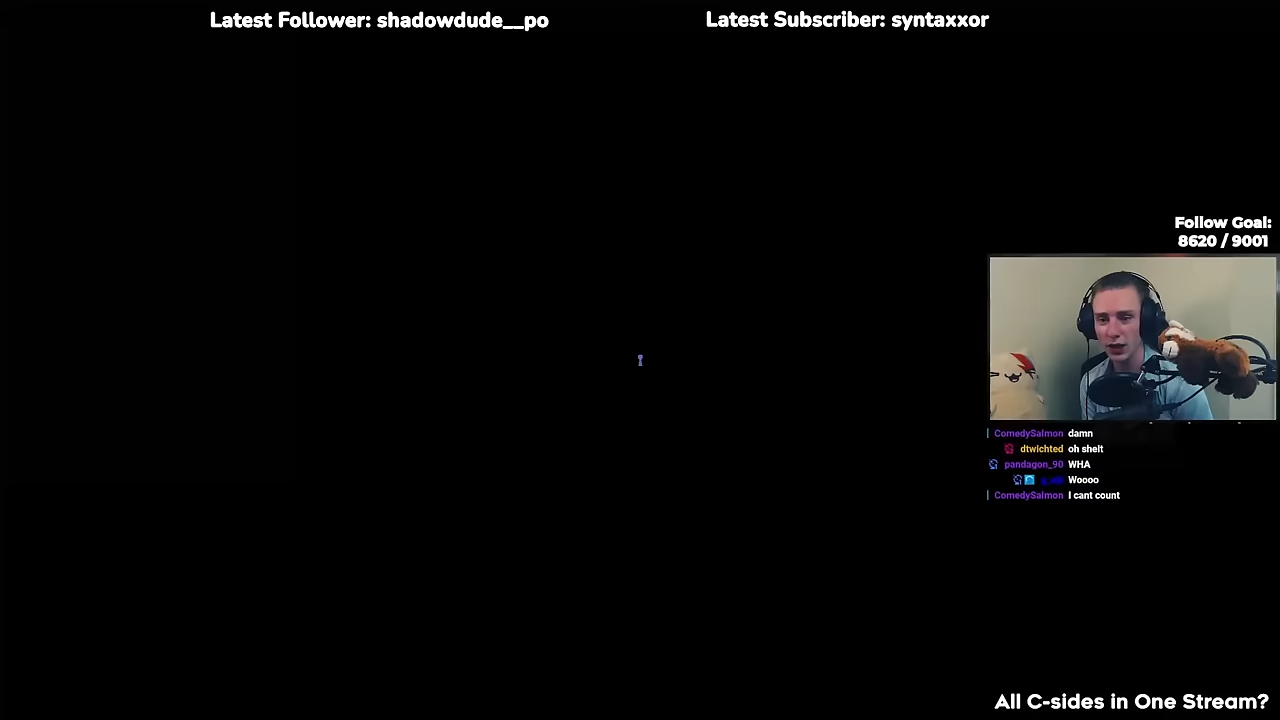 Latest Follower: shadowdude__po
Latest Subscriber: syntaxxor
Follow Goal:
8620 / 9001
ComedySalmon damn
dtwichted oh shelt
pandagon_90 WHA
Woooo
ComedySalmon I cant count
All C-sides in One Stream?